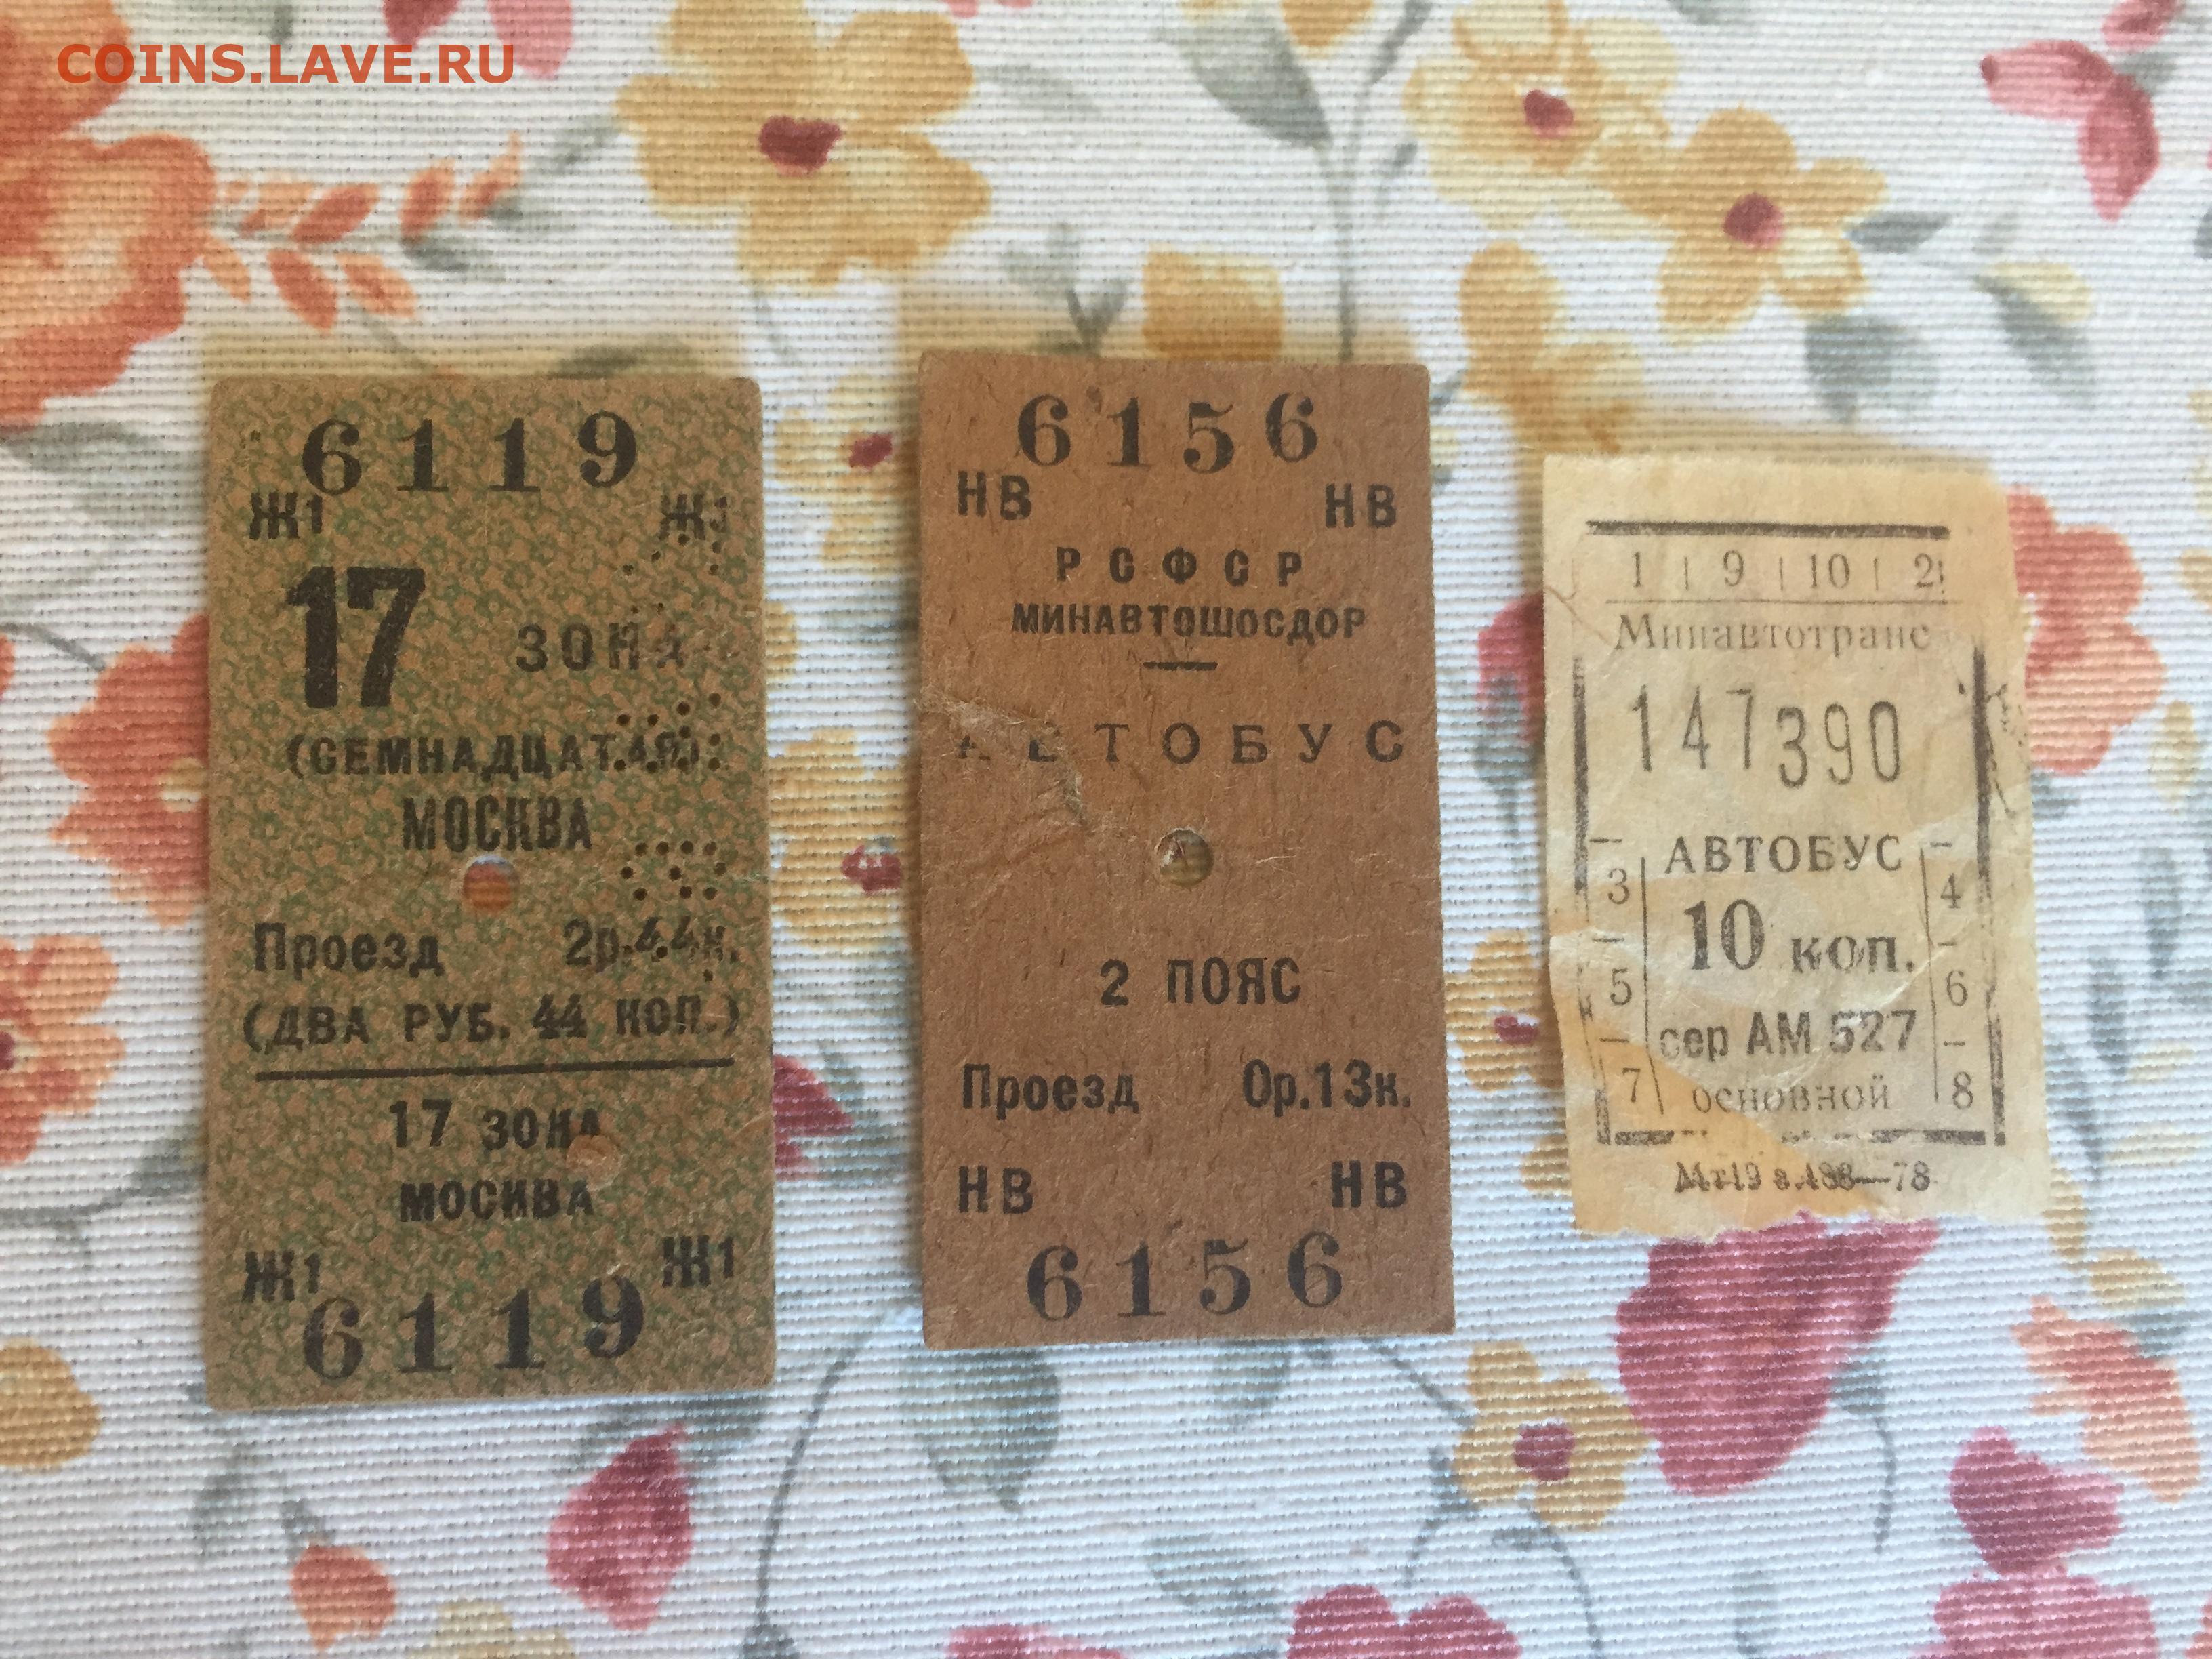 COINS.LAVE.RU
6119
Ж1 Ж1
17 ЗОНА
(СЕМНАДЦАТАЯ)
МОСКВА
Проезд 2р.44к.
(ДВА РУБ. 44 КОП.)
17 ЗОНА
МОСКВА
Ж1 Ж1
6119
6156
НВ НВ
РСФСР
МИНАВТОШОСДОР
АВТОБУС
2 ПОЯС
Проезд 0р.13к.
НВ НВ
6156
1 9 10 2
Минавтотранс
147390
АВТОБУС
3 4
10 коп.
5 6
сер АМ 527
7 основной 8